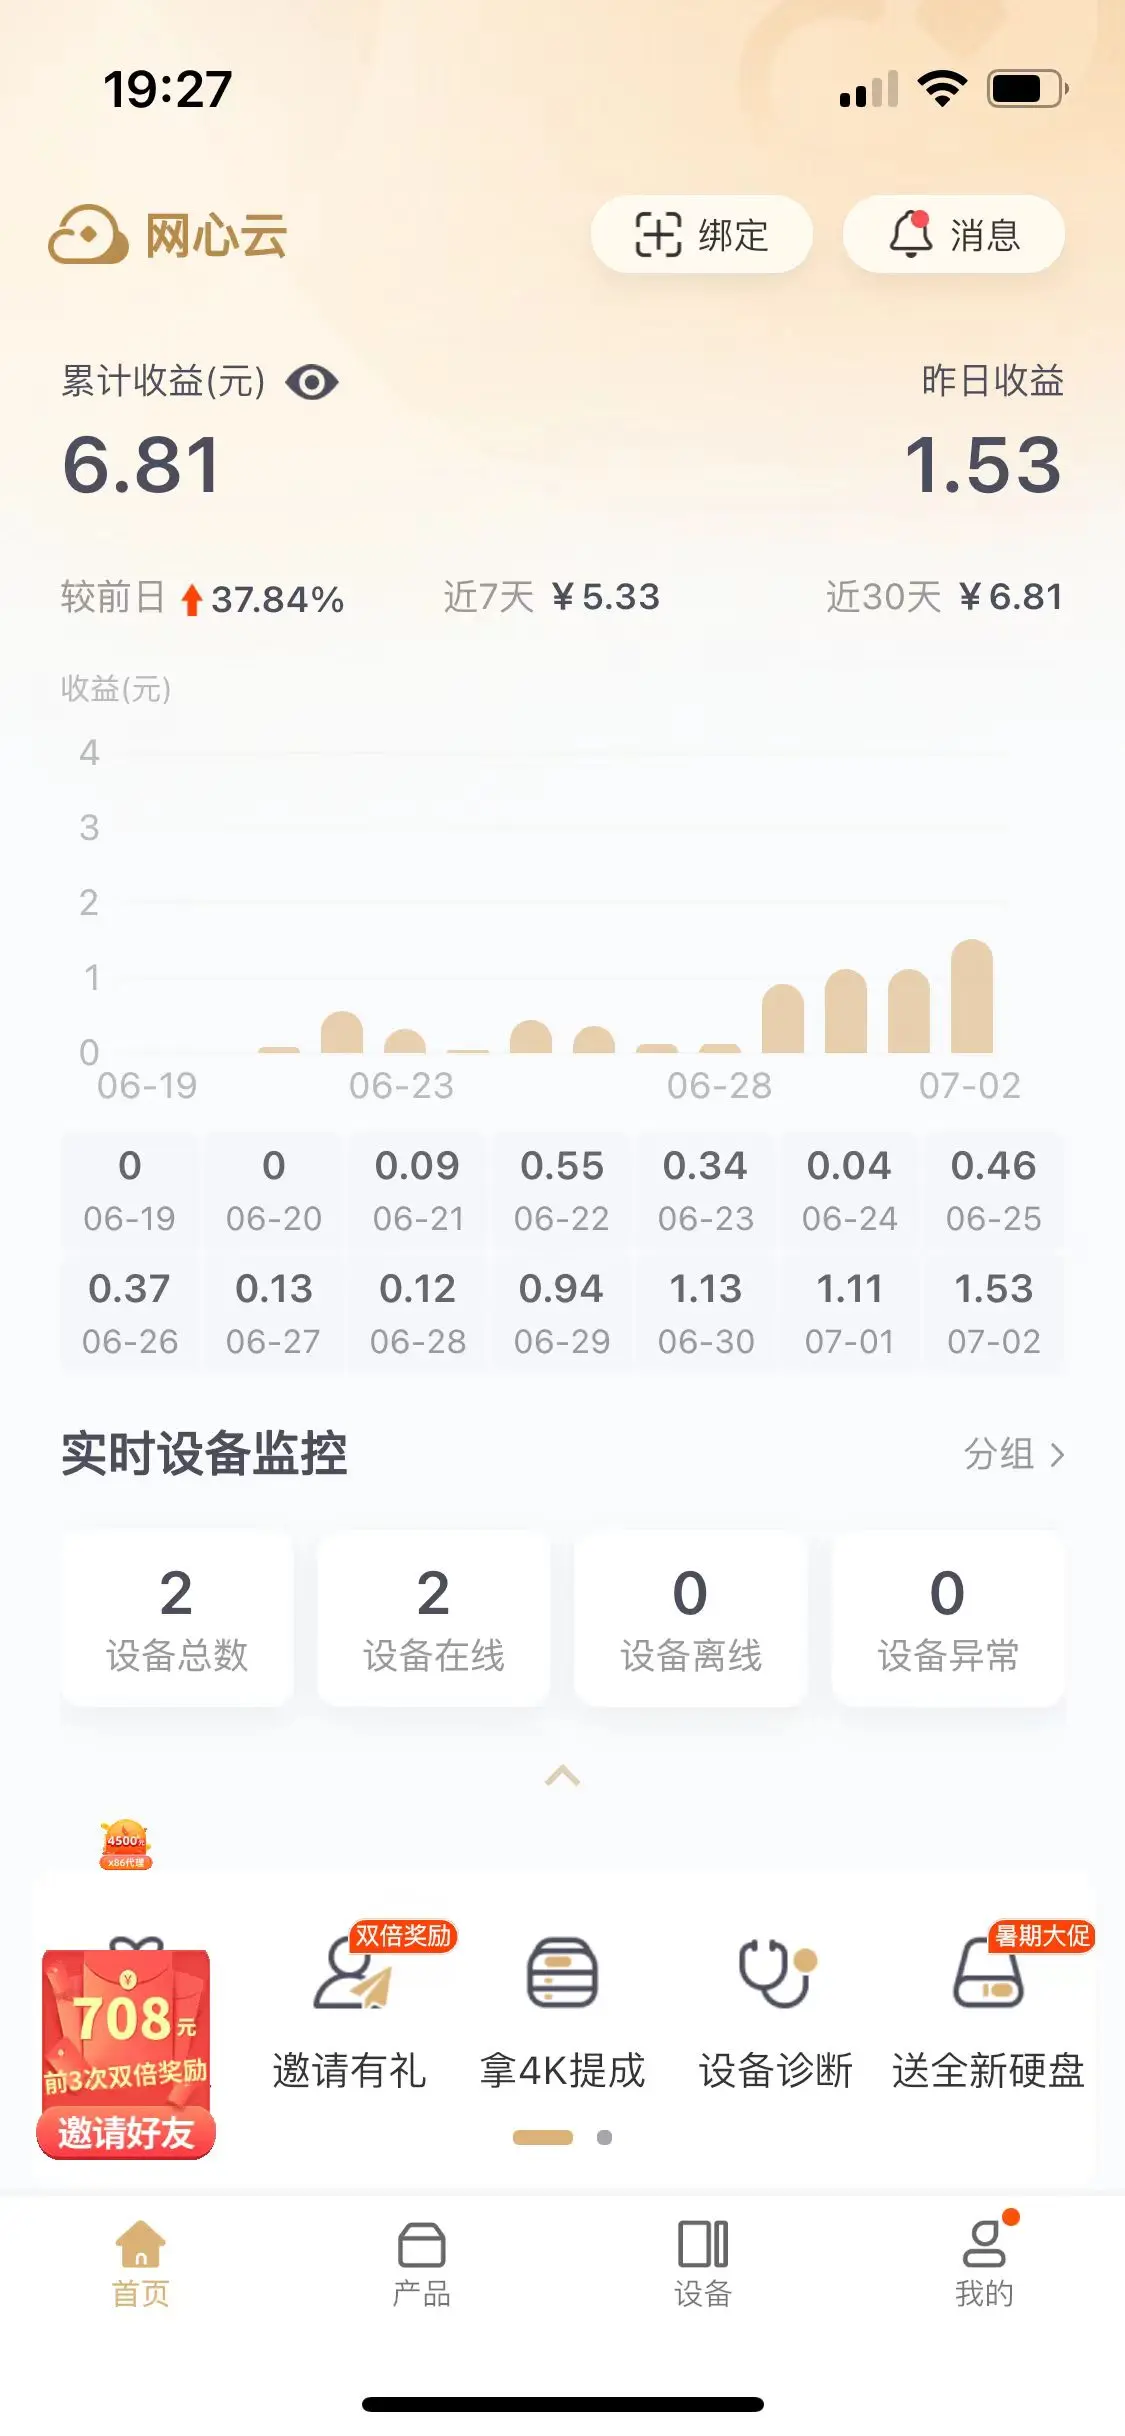 19:27
网心云
绑定
消息
累计收益(元)
昨日收益
6.81
1.53
较前日 37.84%
近7天 ¥5.33
近30天 ¥6.81
收益(元)
4
3
2
1
0
06-19 06-23 06-28 07-02
0 0 0.09 0.55 0.34 0.04 0.46
06-19 06-20 06-21 06-22 06-23 06-24 06-25
0.37 0.13 0.12 0.94 1.13 1.11 1.53
06-26 06-27 06-28 06-29 06-30 07-01 07-02
实时设备监控
分组
2 2 0 0
设备总数 设备在线 设备离线 设备异常
4500元
x86代理
双倍奖励
暑期大促
¥
708元
前3次双倍奖励
邀请好友
邀请有礼 拿4K提成 设备诊断 送全新硬盘
首页 产品 设备 我的